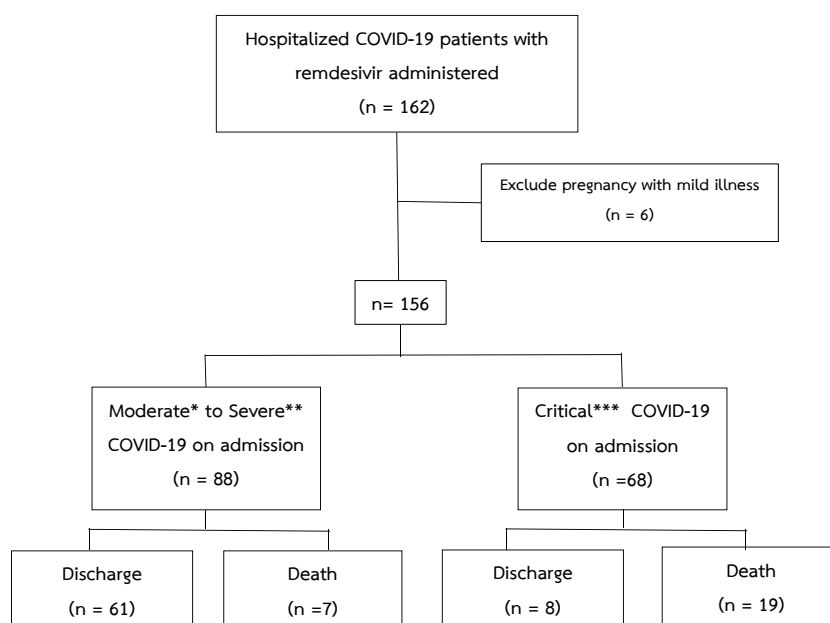 Hospitalized COVID-19 patients with
remdesivir administered
(n = 162)
Exclude pregnancy with mild illness
(n = 6)
n= 156
Moderate* to Severe**
COVID-19 on admission
(n = 88)
Critical*** COVID-19
on admission
(n =68)
Discharge
(n = 61)
Death
(n =7)
Discharge
(n = 8)
Death
(n = 19)